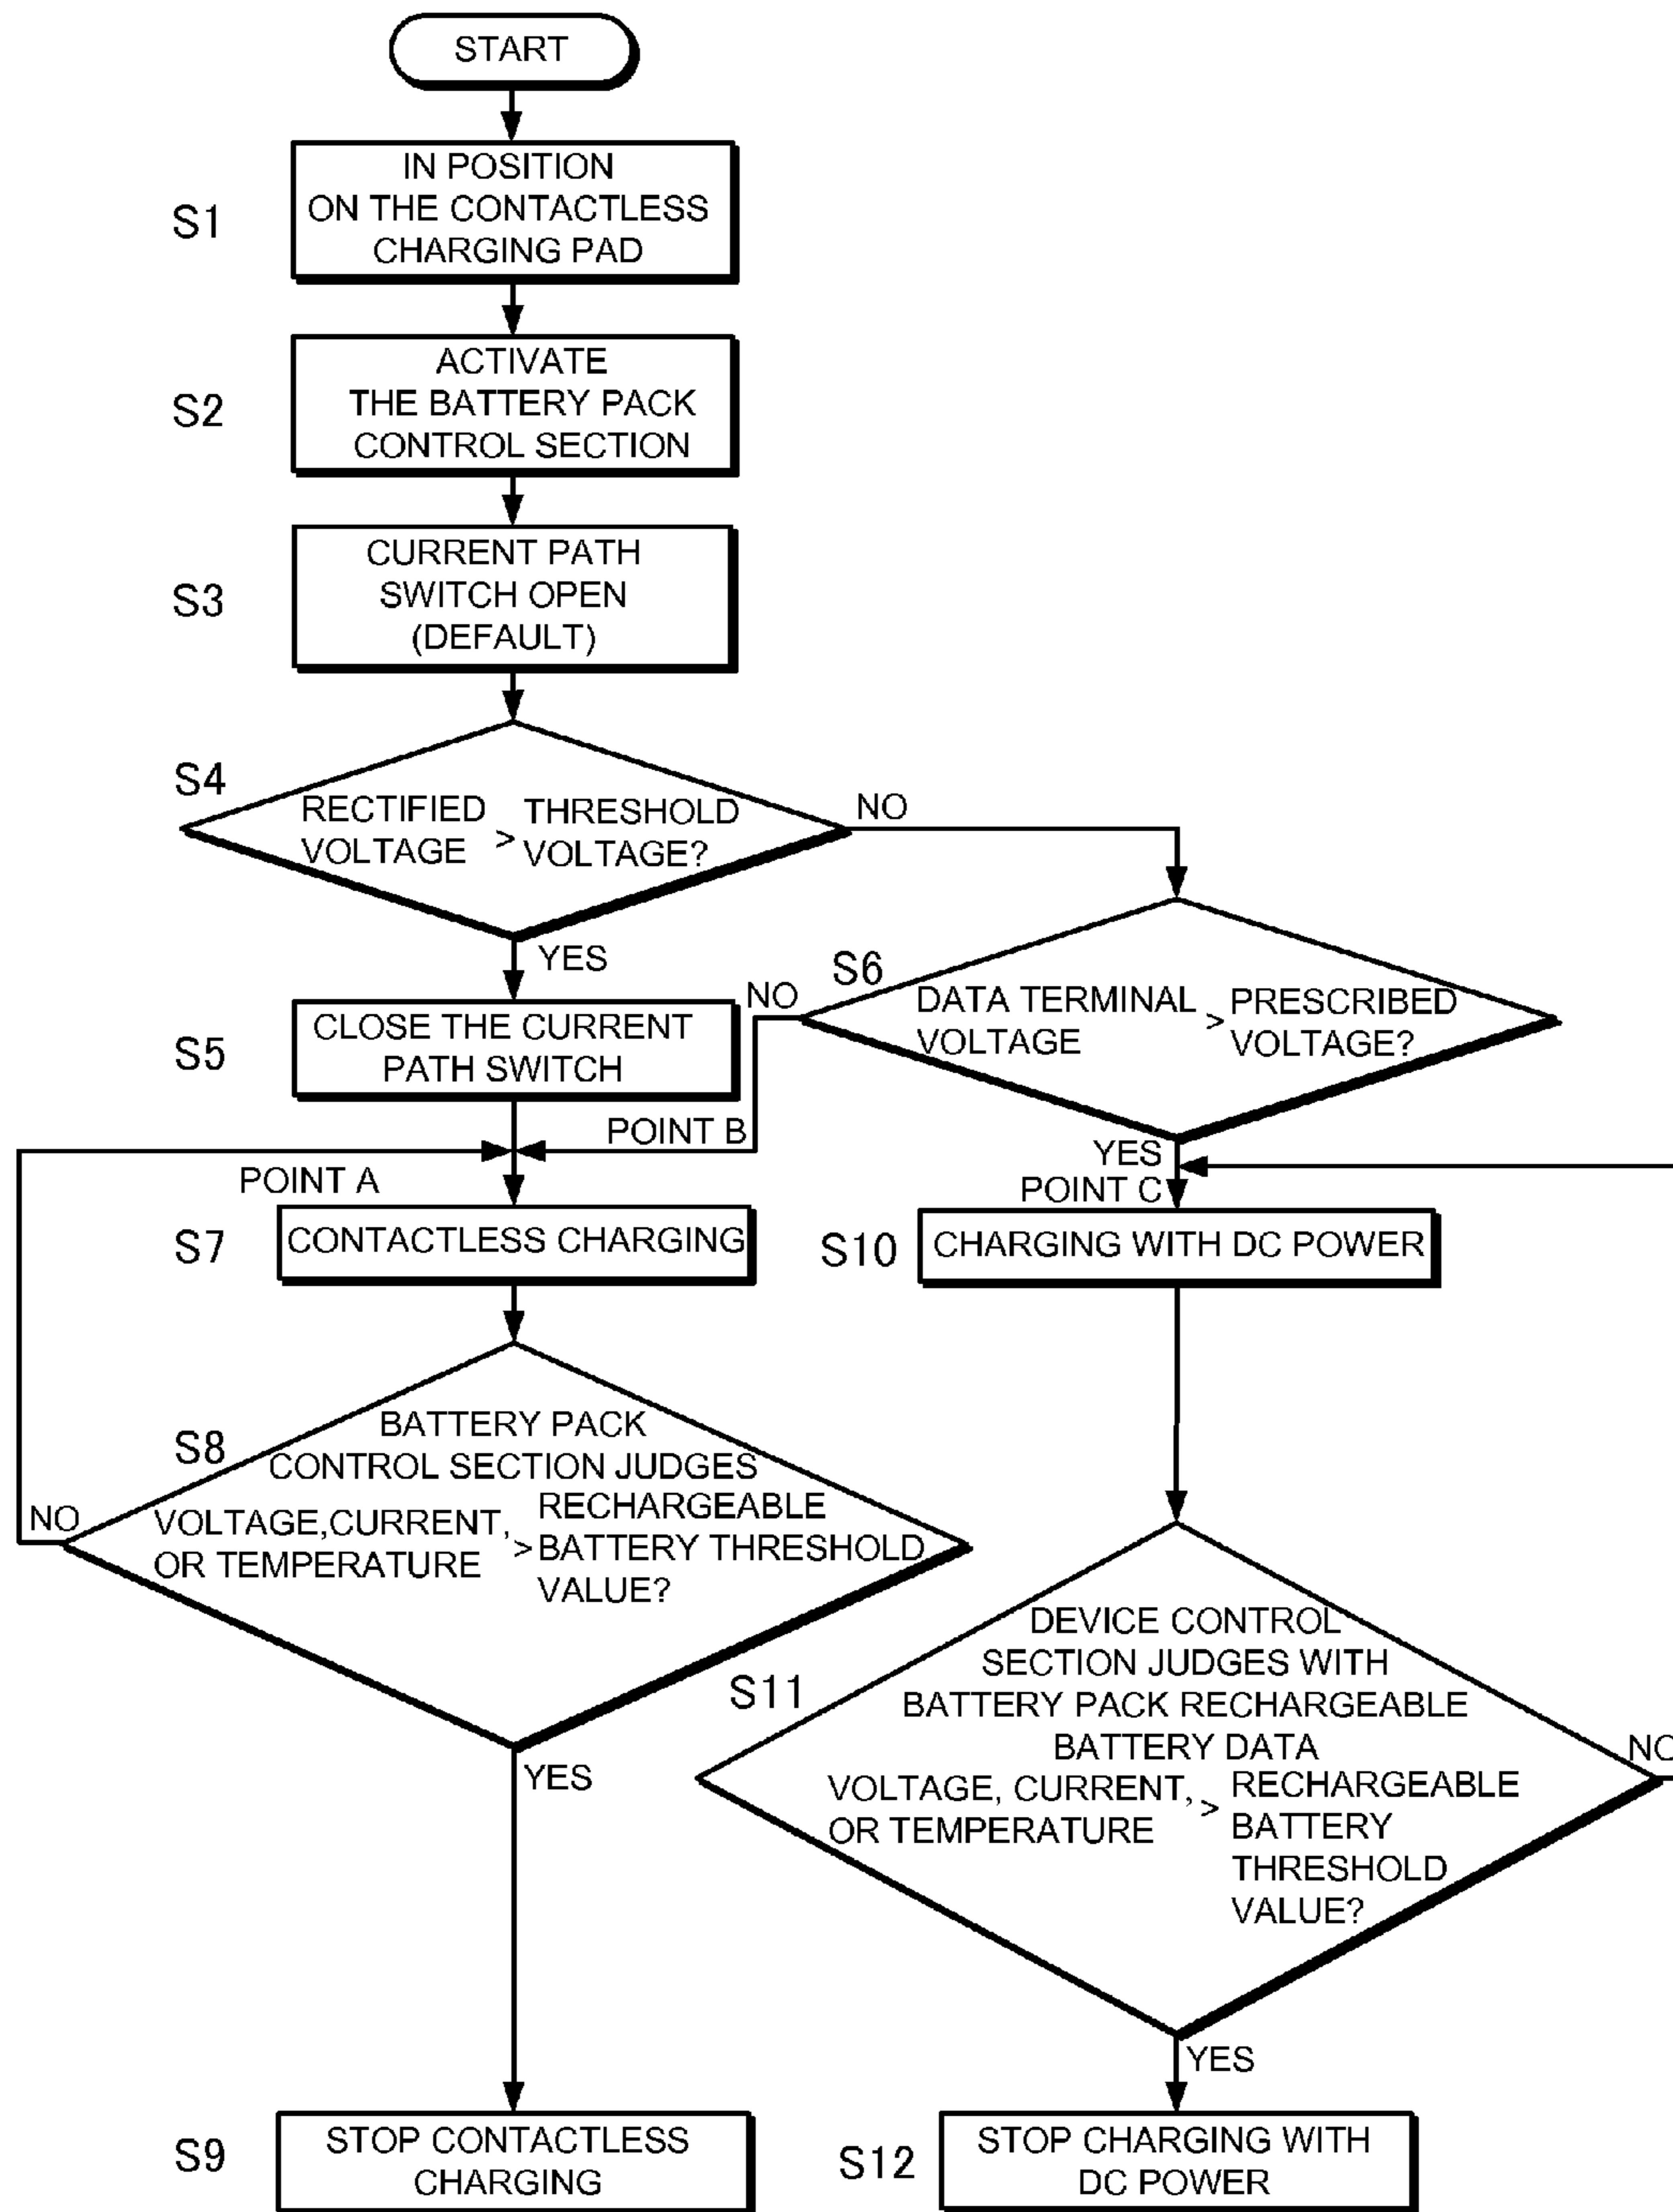 START
S1
IN POSITION
ON THE CONTACTLESS
CHARGING PAD
S2
ACTIVATE
THE BATTERY PACK
CONTROL SECTION
S3
CURRENT PATH
SWITCH OPEN
(DEFAULT)
S4
RECTIFIED
VOLTAGE
>
THRESHOLD
VOLTAGE?
NO
YES
S5
CLOSE THE CURRENT
PATH SWITCH
S6
NO
DATA TERMINAL
VOLTAGE
>
PRESCRIBED
VOLTAGE?
POINT B
YES
POINT A
POINT C
S7
CONTACTLESS CHARGING
S10
CHARGING WITH DC POWER
S8
BATTERY PACK
CONTROL SECTION JUDGES
VOLTAGE,CURRENT,
OR TEMPERATURE
>
RECHARGEABLE
BATTERY THRESHOLD
VALUE?
NO
YES
S11
DEVICE CONTROL
SECTION JUDGES WITH
BATTERY PACK RECHARGEABLE
BATTERY DATA
VOLTAGE, CURRENT,
OR TEMPERATURE
>
RECHARGEABLE
BATTERY
THRESHOLD
VALUE?
NO
YES
S9
STOP CONTACTLESS
CHARGING
S12
STOP CHARGING WITH
DC POWER